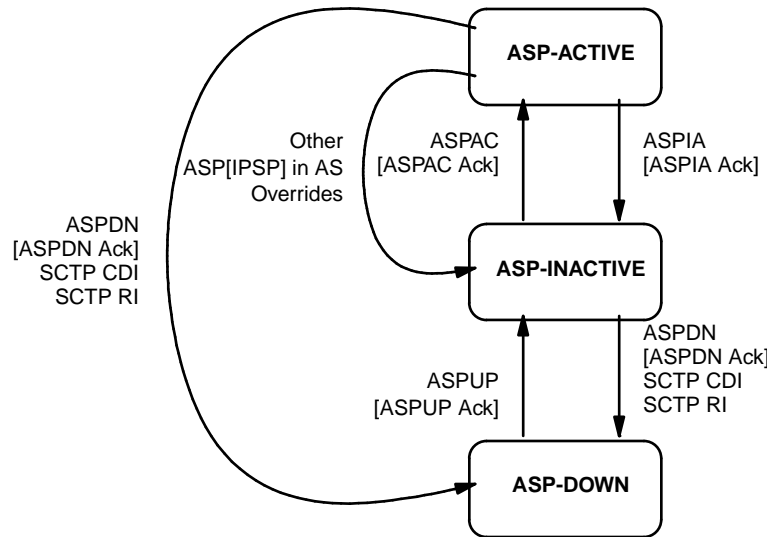 ASP-ACTIVE
Other
ASP[IPSP] in AS
Overrides
ASPAC
[ASPAC Ack]
ASPIA
[ASPIA Ack]
ASPDN
[ASPDN Ack]
SCTP CDI
SCTP RI
ASP-INACTIVE
ASPUP
[ASPUP Ack]
ASPDN
[ASPDN Ack]
SCTP CDI
SCTP RI
ASP-DOWN